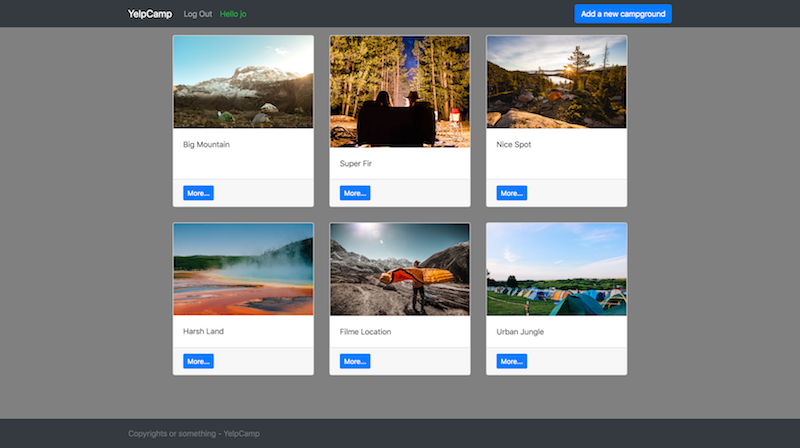 YelpCamp Log Out Hello jo Add a new campground
Big Mountain
Super Fir
Nice Spot
More...
More...
More...
Harsh Land
Filme Location
Urban Jungle
More...
More...
More...
Copyrights or something - YelpCamp